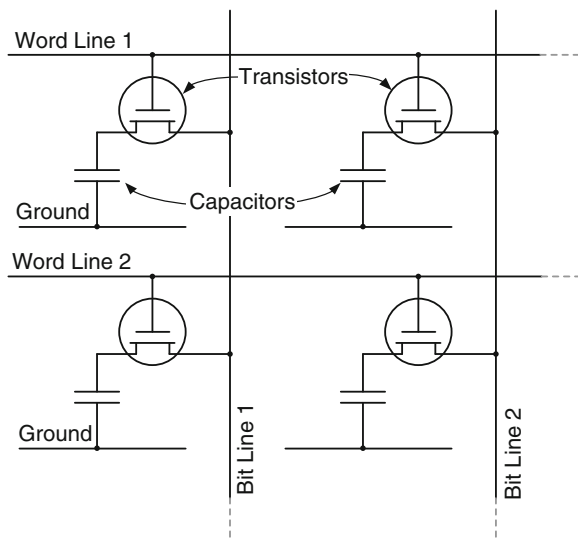 Word Line 1
Transistors
Capacitors
Ground
Word Line 2
Ground
Bit Line 1
Bit Line 2